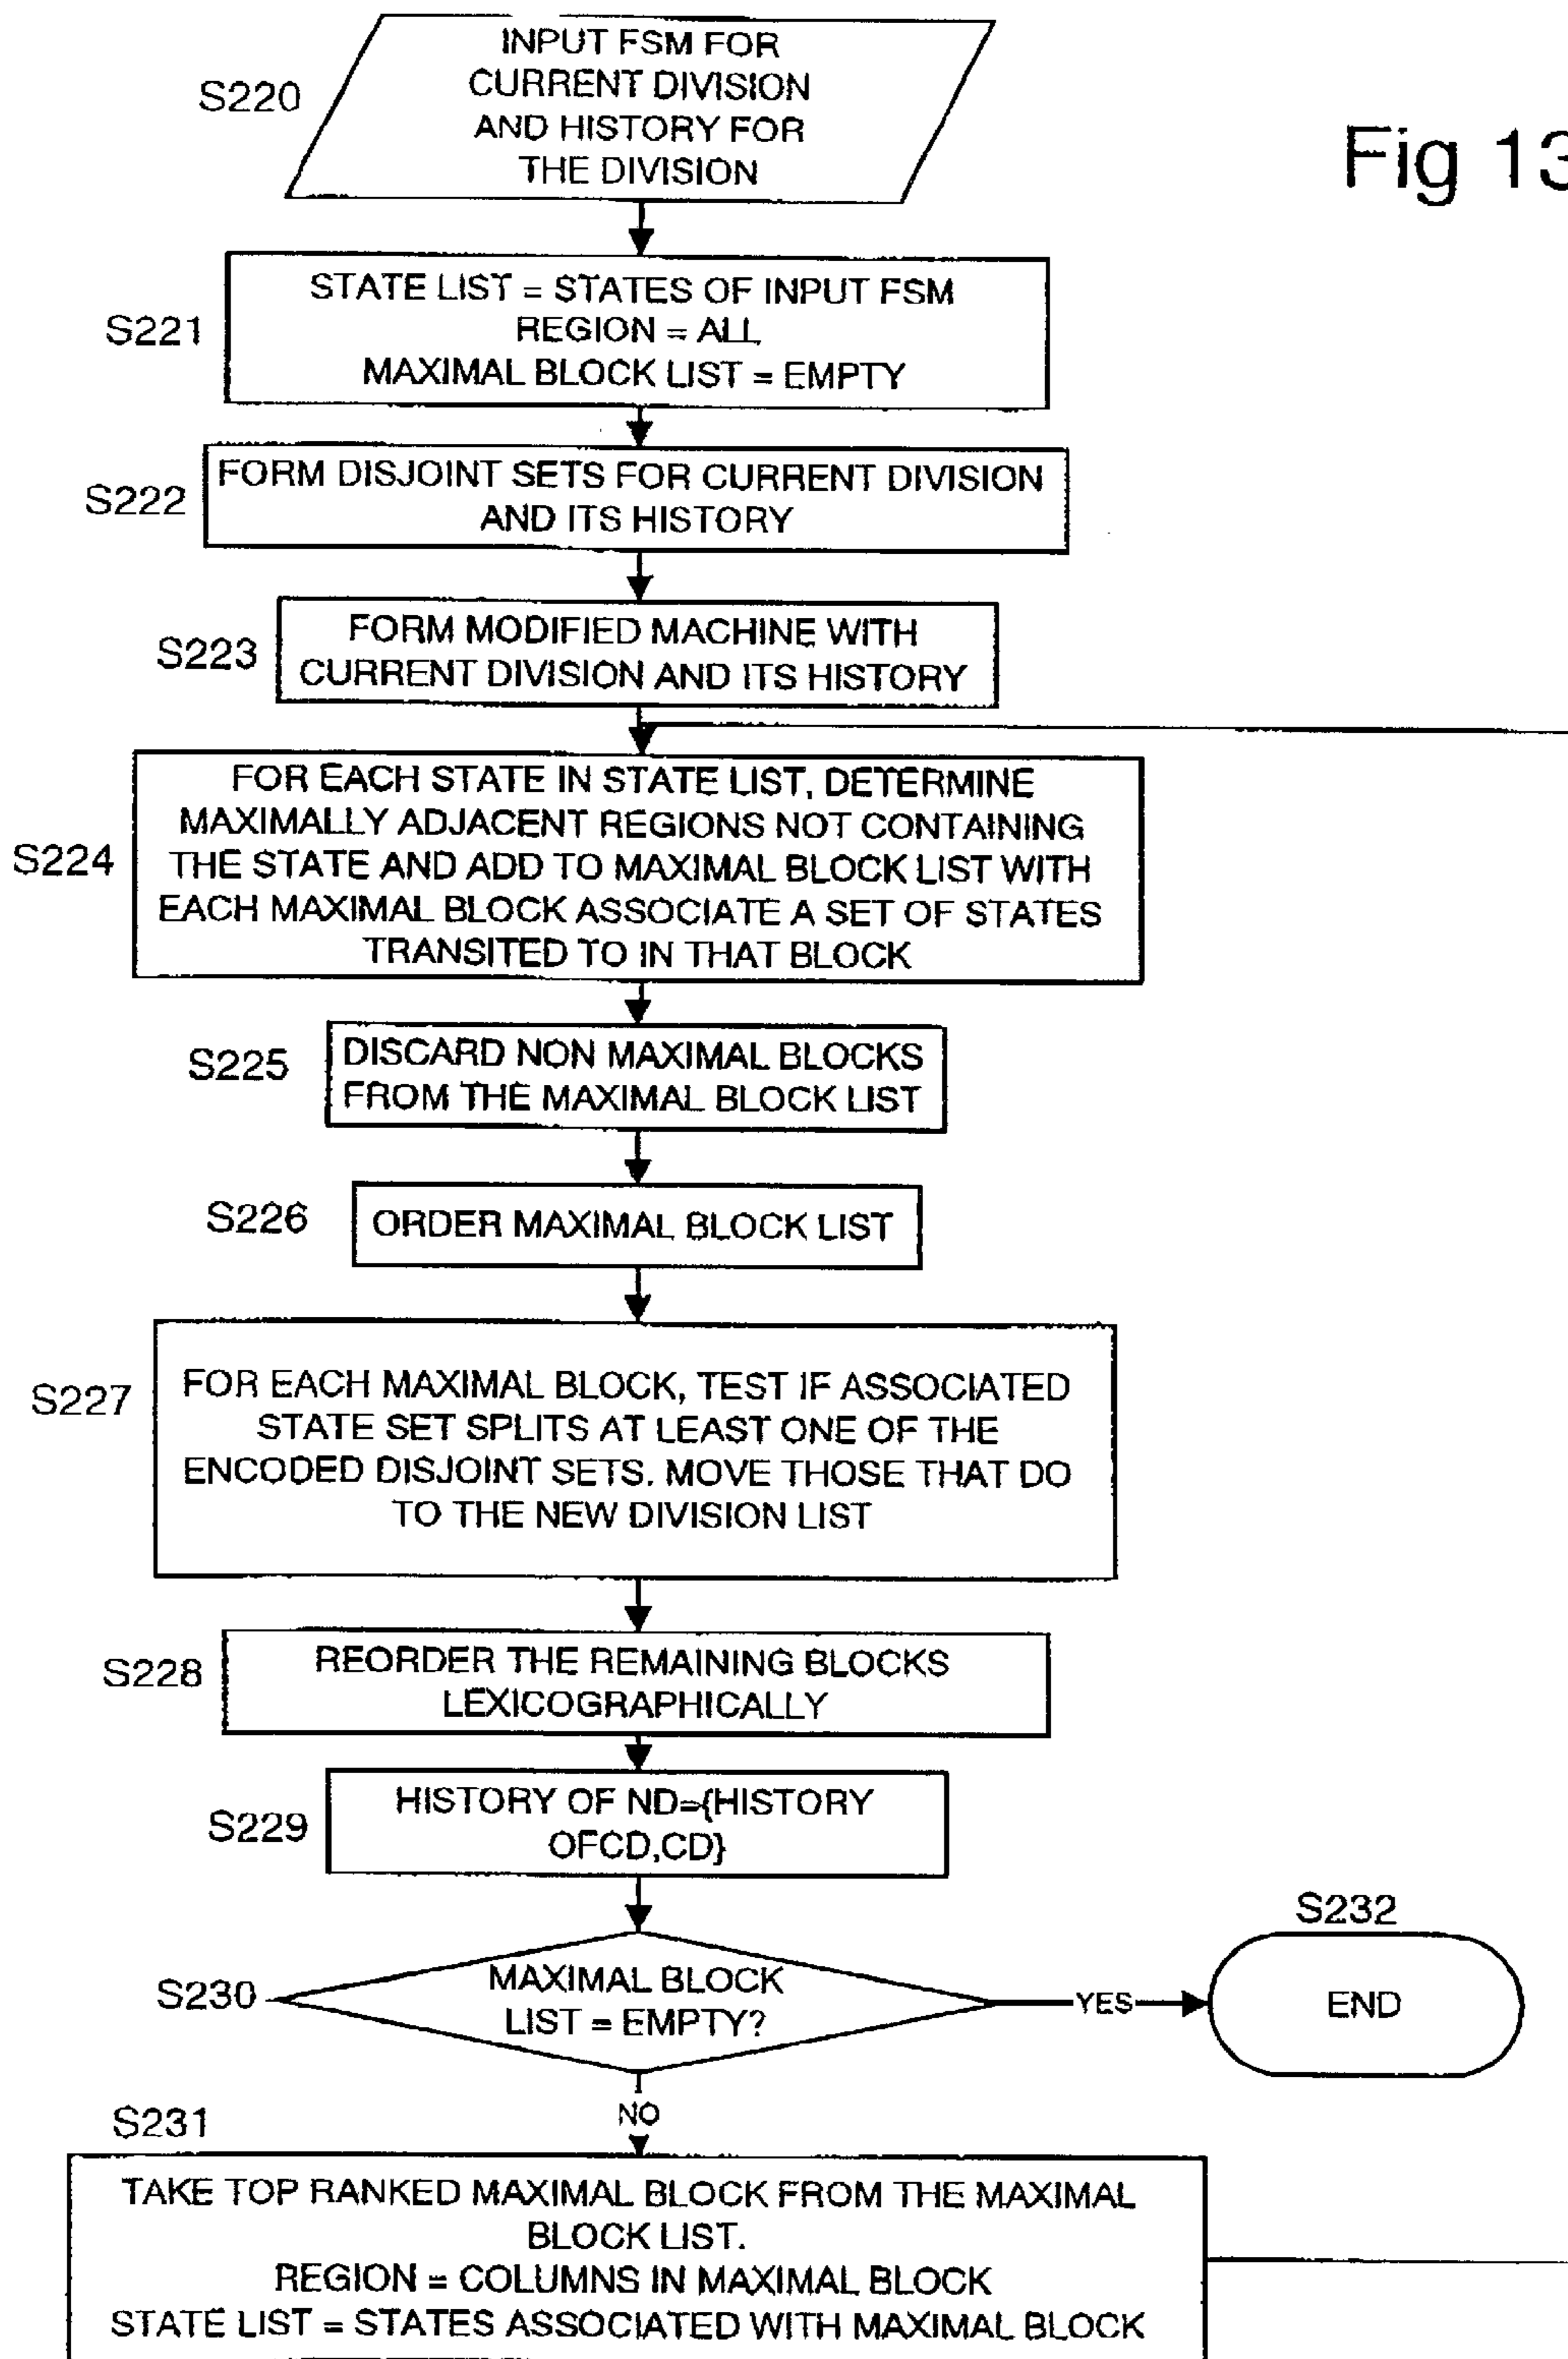 S220
INPUT FSM FOR
CURRENT DIVISION
AND HISTORY FOR
THE DIVISION
Fig 13
S221
STATE LIST = STATES OF INPUT FSM
REGION = ALL
MAXIMAL BLOCK LIST = EMPTY
S222
FORM DISJOINT SETS FOR CURRENT DIVISION
AND ITS HISTORY
S223
FORM MODIFIED MACHINE WITH
CURRENT DIVISION AND ITS HISTORY
S224
FOR EACH STATE IN STATE LIST, DETERMINE
MAXIMALLY ADJACENT REGIONS NOT CONTAINING
THE STATE AND ADD TO MAXIMAL BLOCK LIST WITH
EACH MAXIMAL BLOCK ASSOCIATE A SET OF STATES
TRANSITED TO IN THAT BLOCK
S225
DISCARD NON MAXIMAL BLOCKS
FROM THE MAXIMAL BLOCK LIST
S226
ORDER MAXIMAL BLOCK LIST
S227
FOR EACH MAXIMAL BLOCK, TEST IF ASSOCIATED
STATE SET SPLITS AT LEAST ONE OF THE
ENCODED DISJOINT SETS. MOVE THOSE THAT DO
TO THE NEW DIVISION LIST
S228
REORDER THE REMAINING BLOCKS
LEXICOGRAPHICALLY
S229
HISTORY OF ND={HISTORY
OFCD,CD}
S230
MAXIMAL BLOCK
LIST = EMPTY?
YES
S232
END
NO
S231
TAKE TOP RANKED MAXIMAL BLOCK FROM THE MAXIMAL
BLOCK LIST.
REGION = COLUMNS IN MAXIMAL BLOCK
STATE LIST = STATES ASSOCIATED WITH MAXIMAL BLOCK